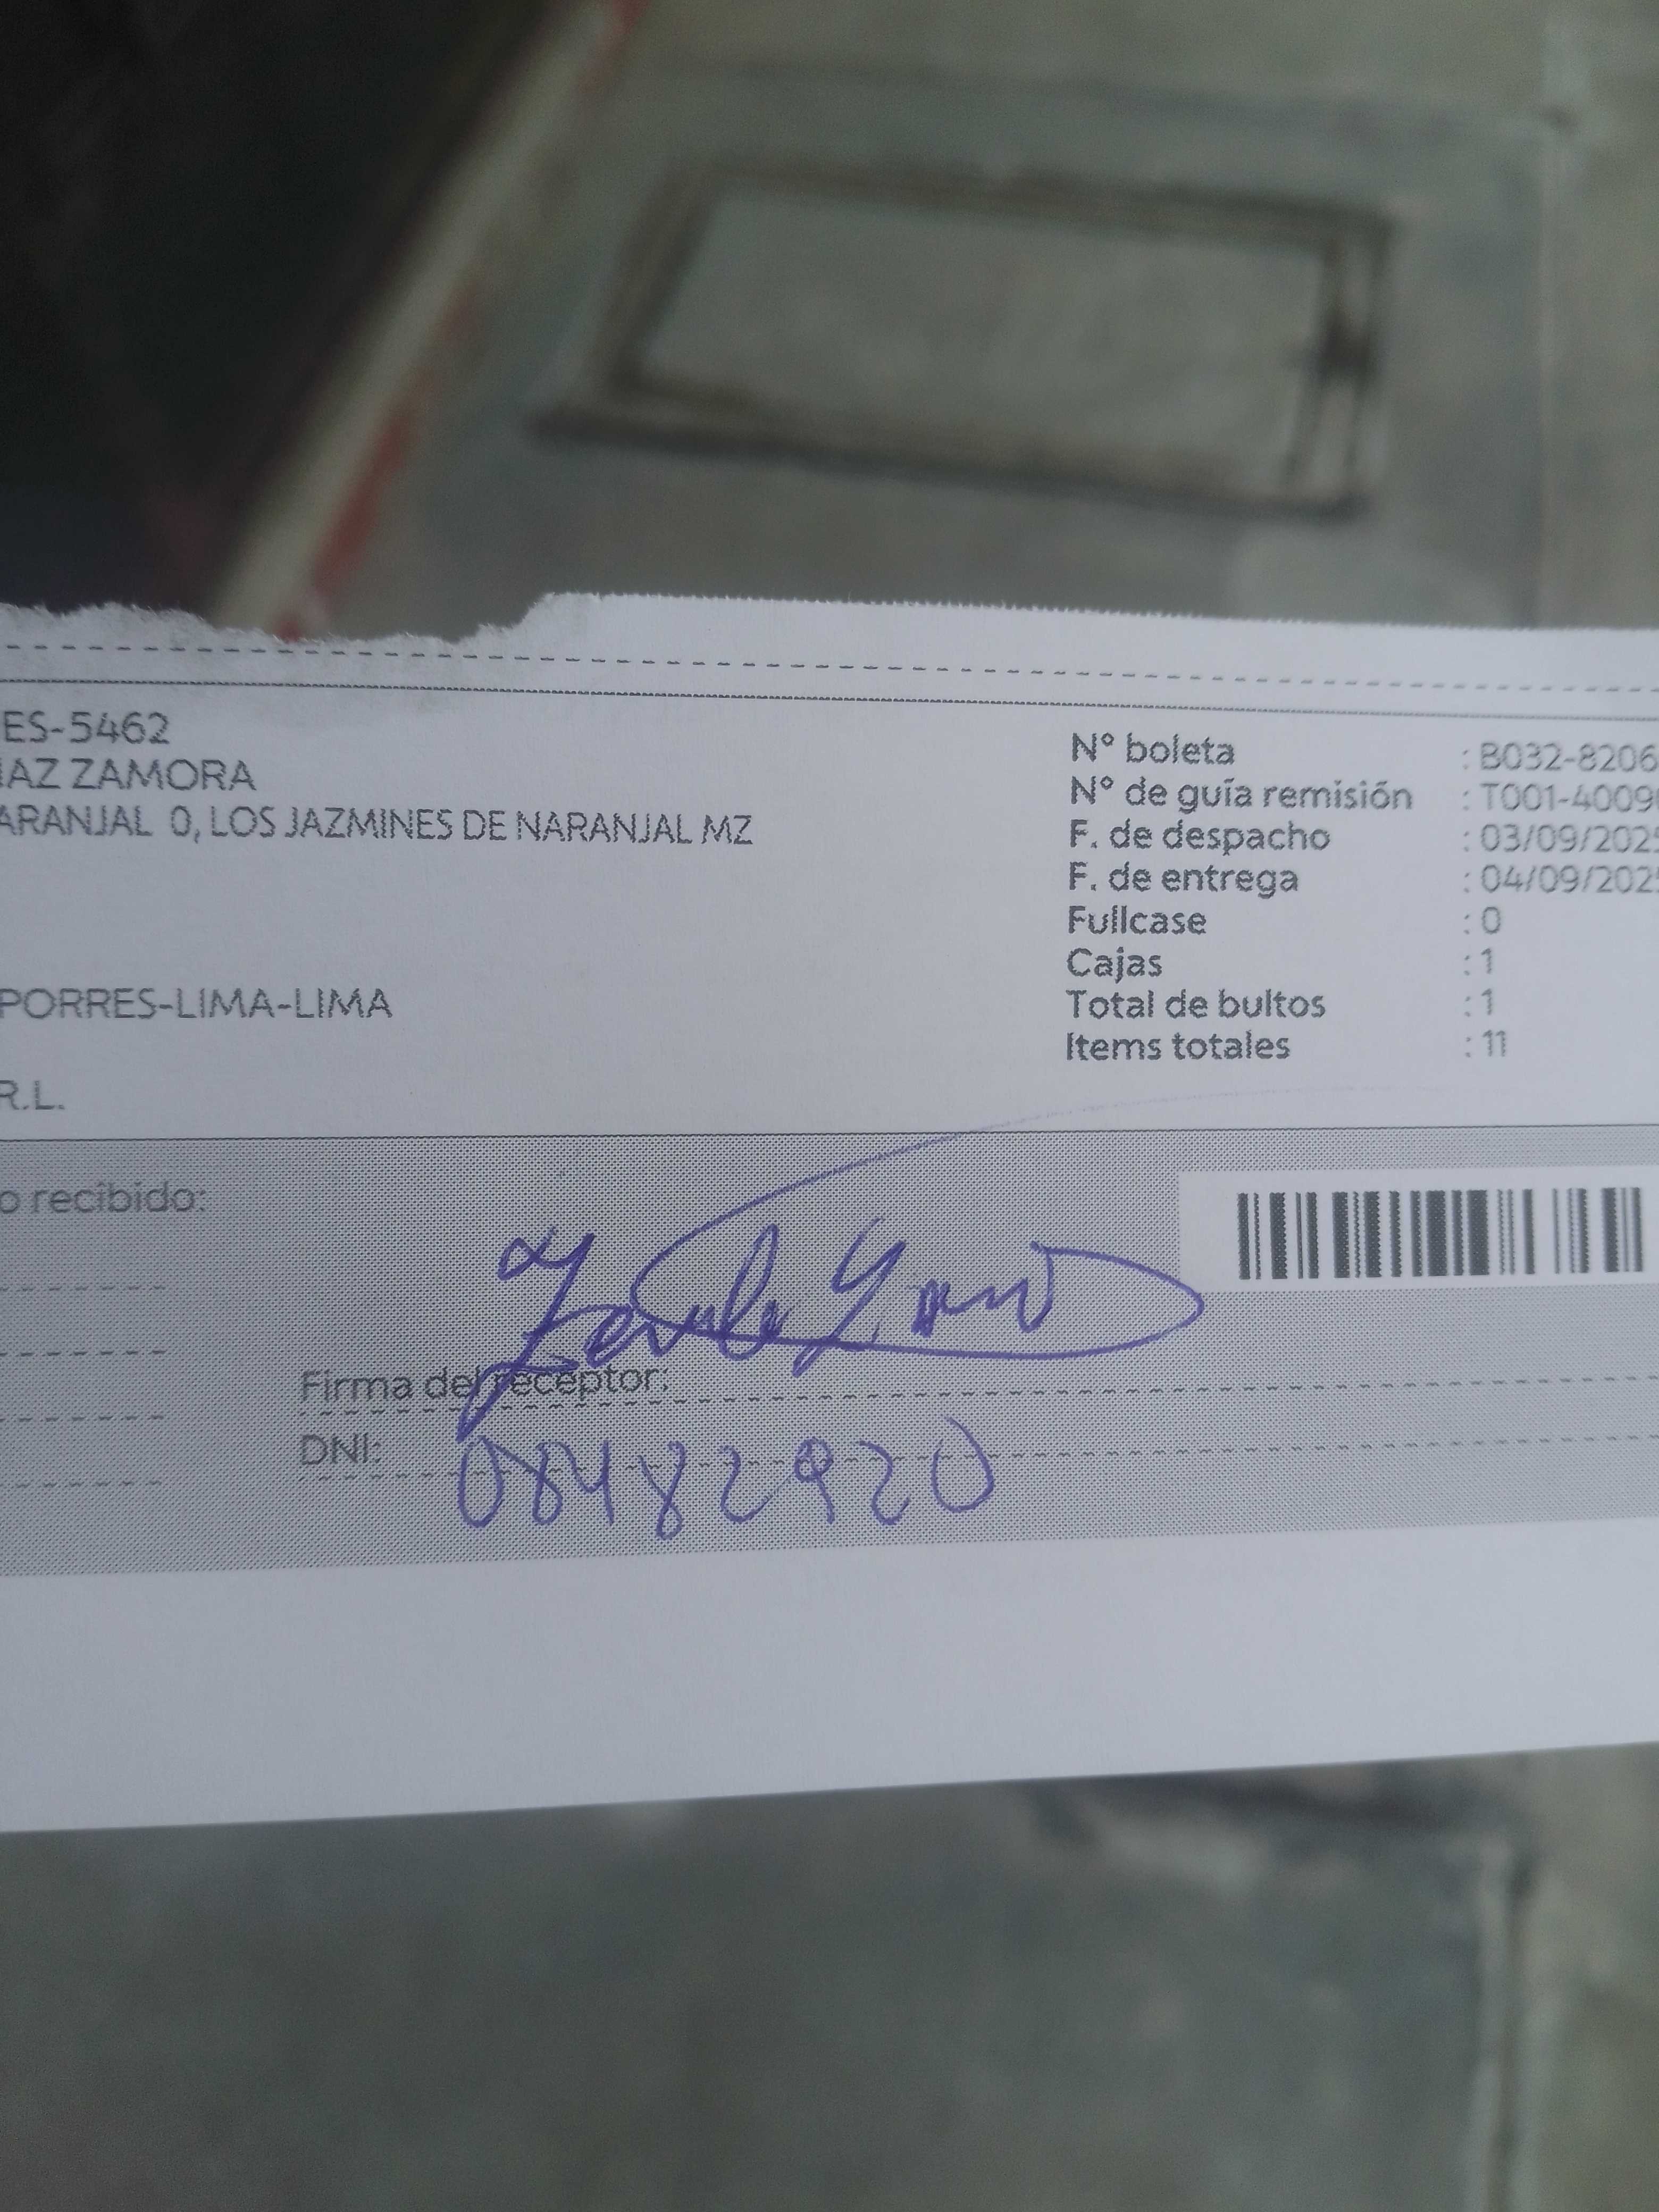 ES-5462
IAZ ZAMORA
ARANJAL 0, LOS JAZMINES DE NARANJAL MZ
PORRES-LIMA-LIMA
R.L.
Nº boleta : B032-8206
Nº de guía remisión : T001-4009
F. de despacho : 03/09/202
F. de entrega : 04/09/202
Fullcase : 0
Cajas : 1
Total de bultos : 1
Items totales : 11
o recibido:
Firma del receptor:
DNI: 08482920